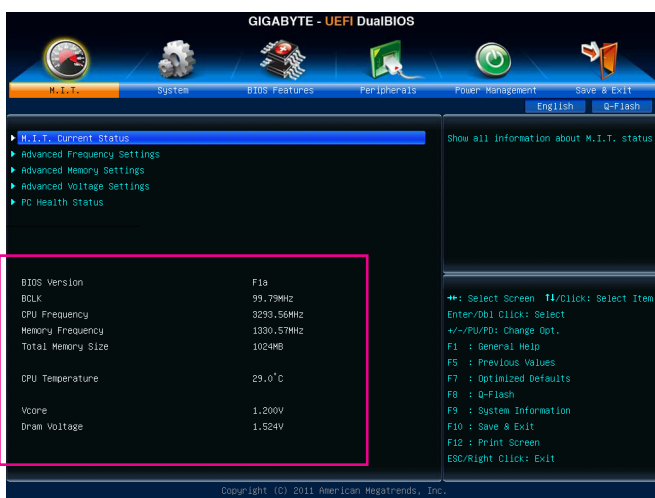 GIGABYTE - UEFI DualBIOS
M.I.T. System BIOS Features Peripherals Power Management Save & Exit
English Q-Flash
M.I.T. Current Status
Advanced Frequency Settings
Advanced Memory Settings
Advanced Voltage Settings
PC Health Status
Show all information about M.I.T. status
BIOS Version F1a
BCLK 99.79MHz
CPU Frequency 3293.56MHz
Memory Frequency 1330.57MHz
Total Memory Size 1024MB
CPU Temperature 29.0°C
Vcore 1.200V
Dram Voltage 1.524V
→←: Select Screen ↑↓/Click: Select Item
Enter/Dbl Click: Select
+/-/PU/PD: Change Opt.
F1 : General Help
F5 : Previous Values
F7 : Optimized Defaults
F8 : Q-Flash
F9 : System Information
F10 : Save & Exit
F12 : Print Screen
ESC/Right Click: Exit
Copyright (C) 2011 American Megatrends, Inc.